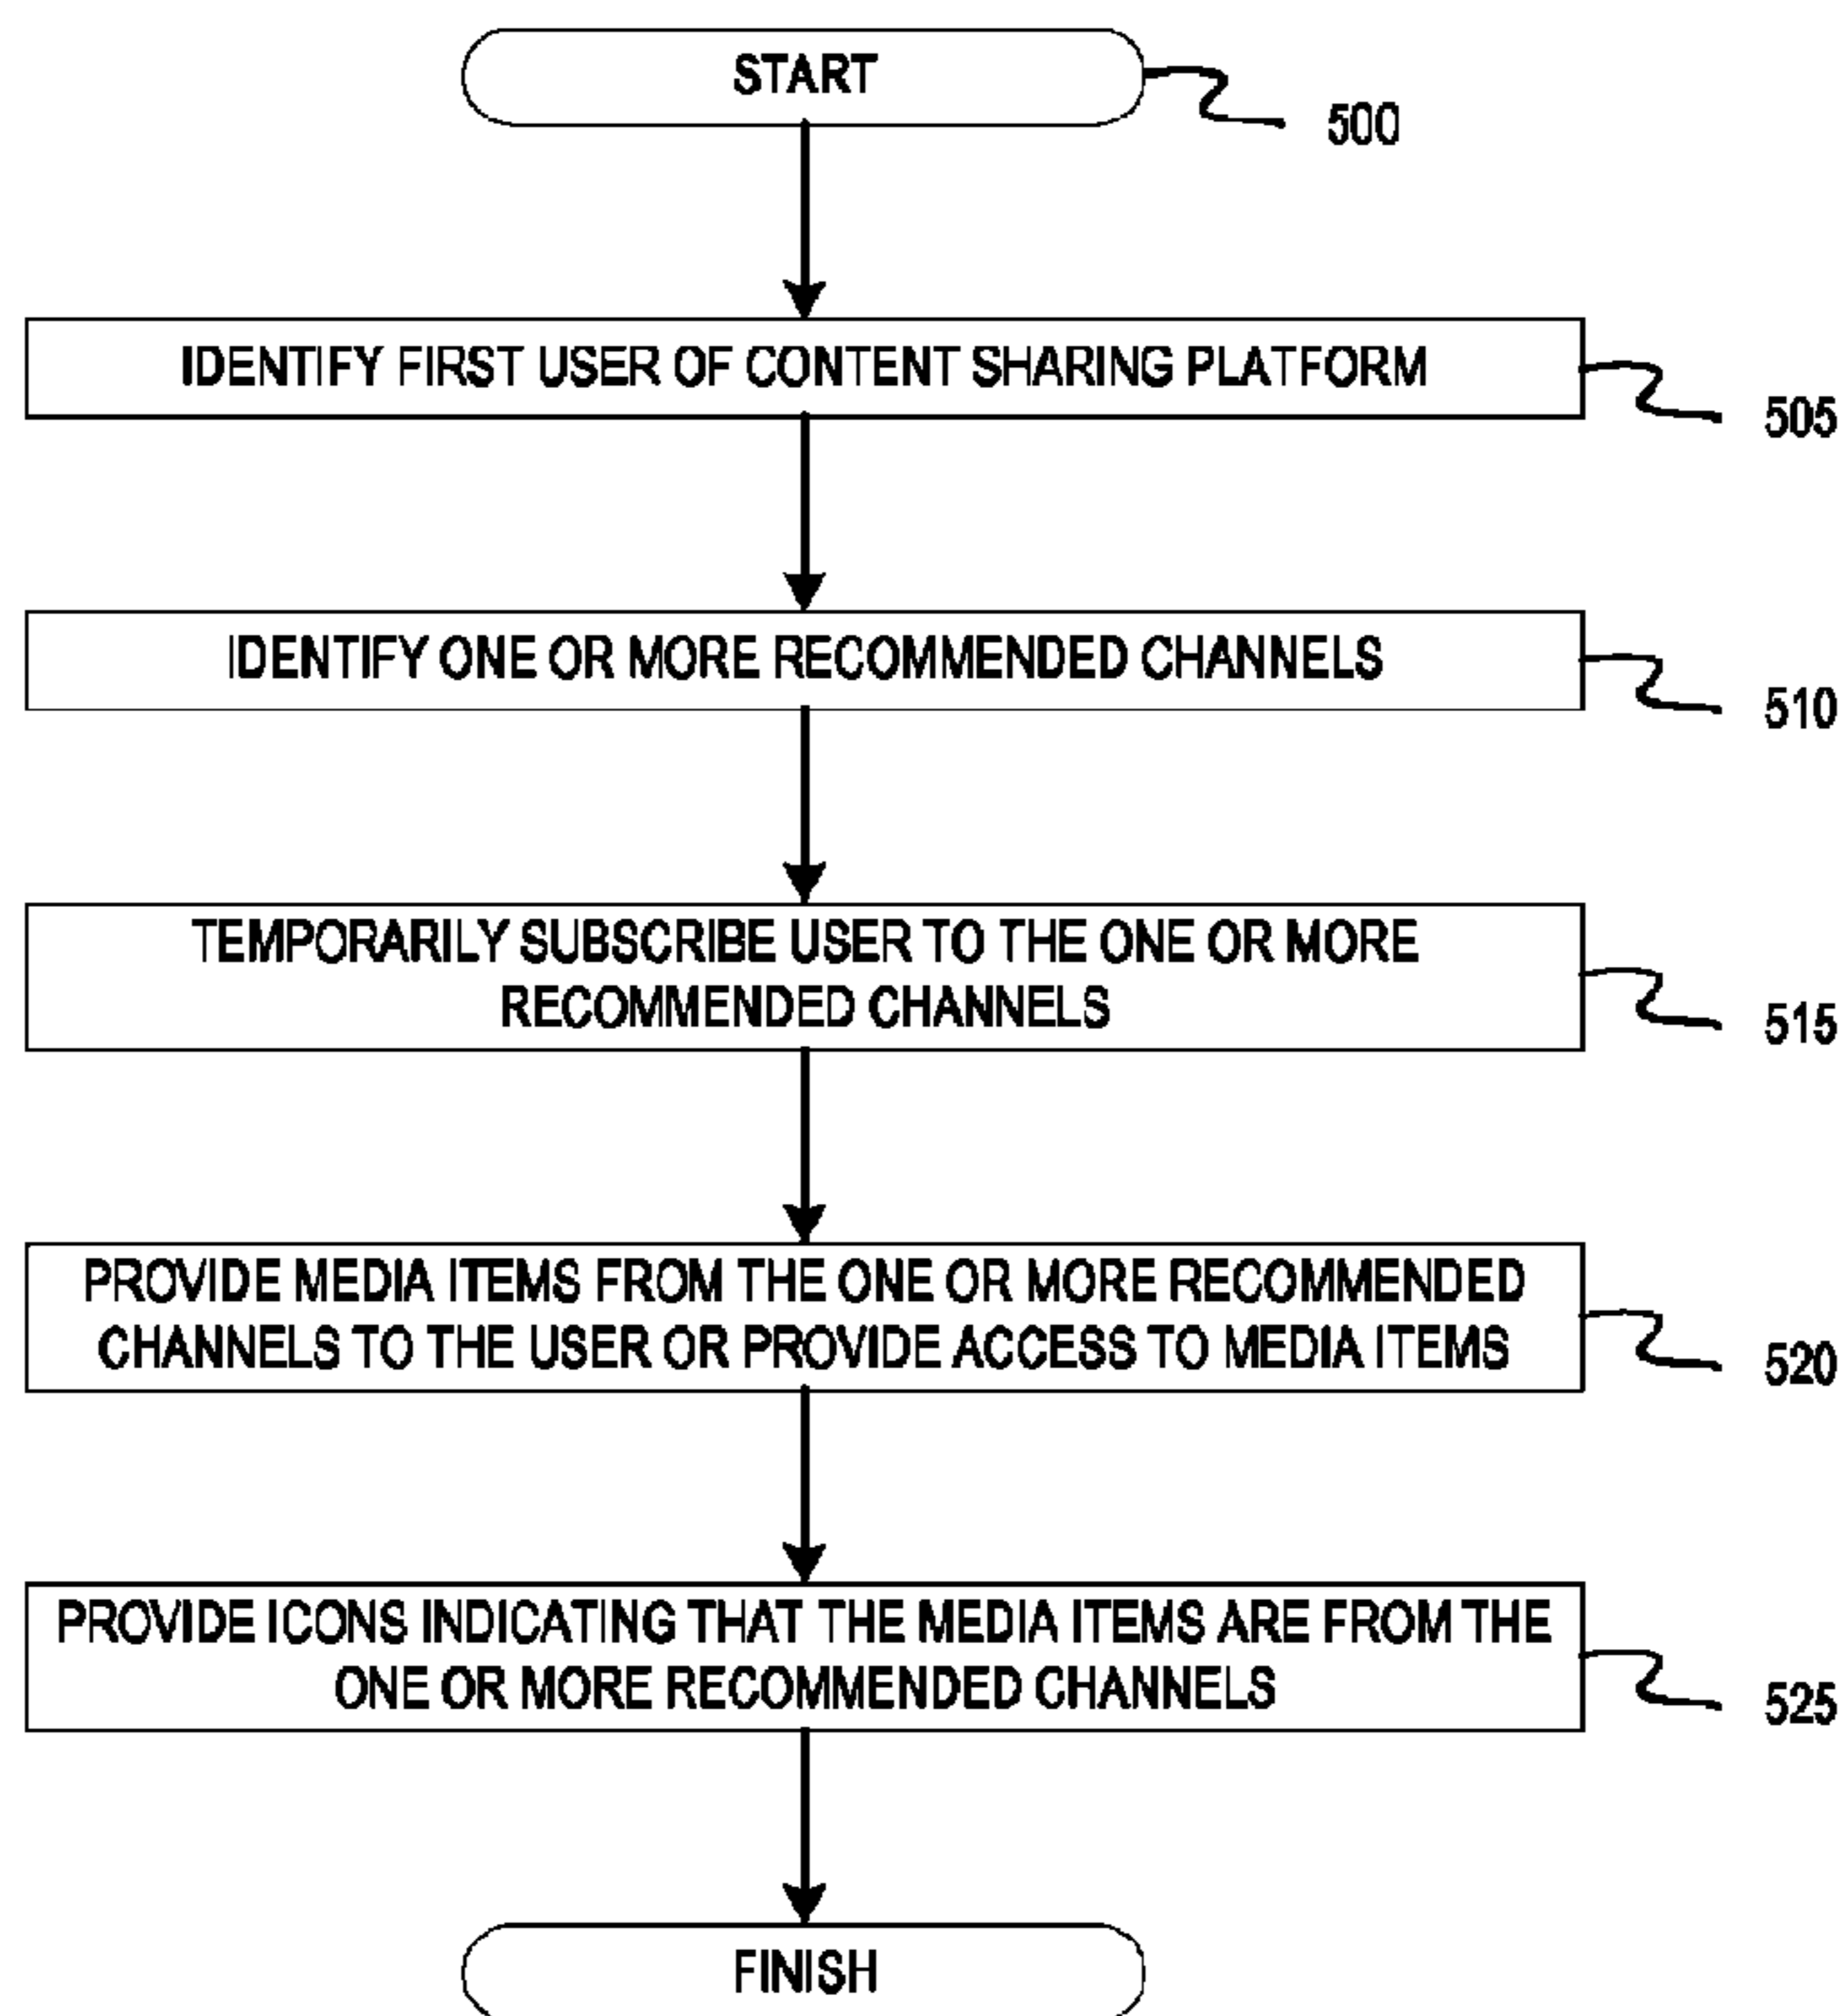 START
500
IDENTIFY FIRST USER OF CONTENT SHARING PLATFORM
505
IDENTIFY ONE OR MORE RECOMMENDED CHANNELS
510
TEMPORARILY SUBSCRIBE USER TO THE ONE OR MORE
RECOMMENDED CHANNELS
515
PROVIDE MEDIA ITEMS FROM THE ONE OR MORE RECOMMENDED
CHANNELS TO THE USER OR PROVIDE ACCESS TO MEDIA ITEMS
520
PROVIDE ICONS INDICATING THAT THE MEDIA ITEMS ARE FROM THE
ONE OR MORE RECOMMENDED CHANNELS
525
FINISH